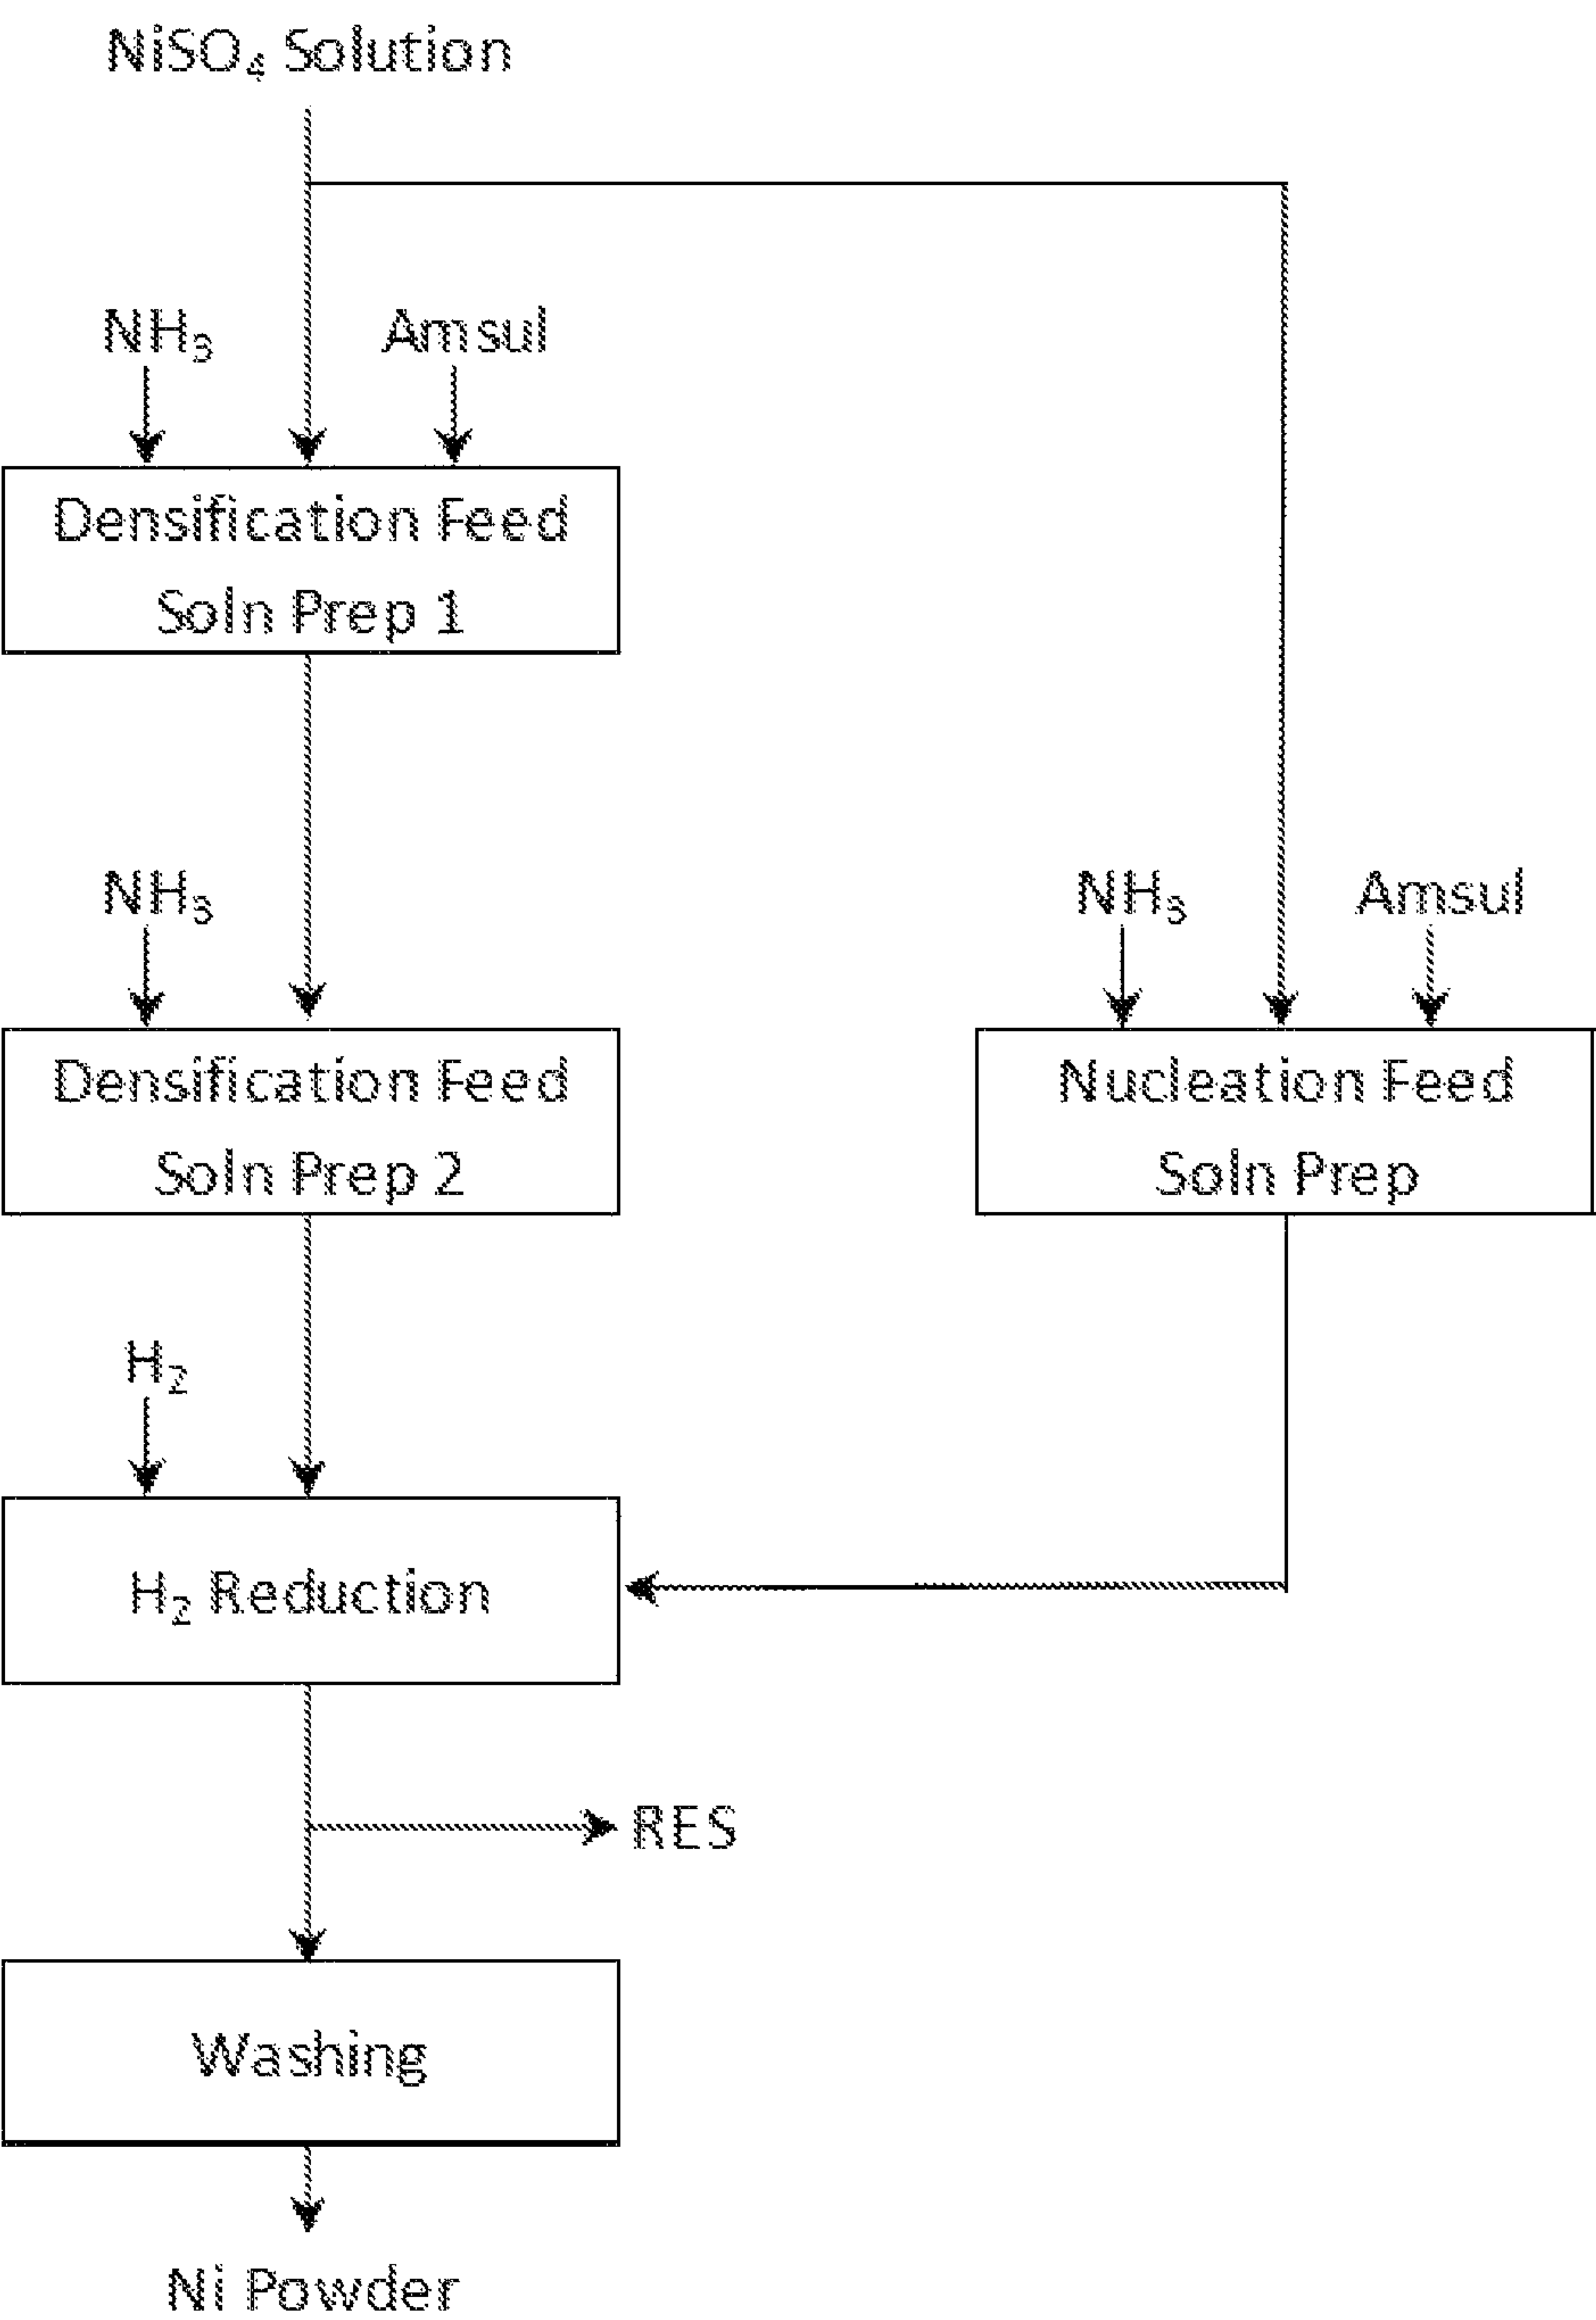 NiSO₄ Solution
NH₃
Amsul
Densification Feed
Soln Prep 1
NH₃
NH₃
Amsul
Densification Feed
Soln Prep 2
Nucleation Feed
Soln Prep
H₂
H₂ Reduction
RES
Washing
Ni Powder